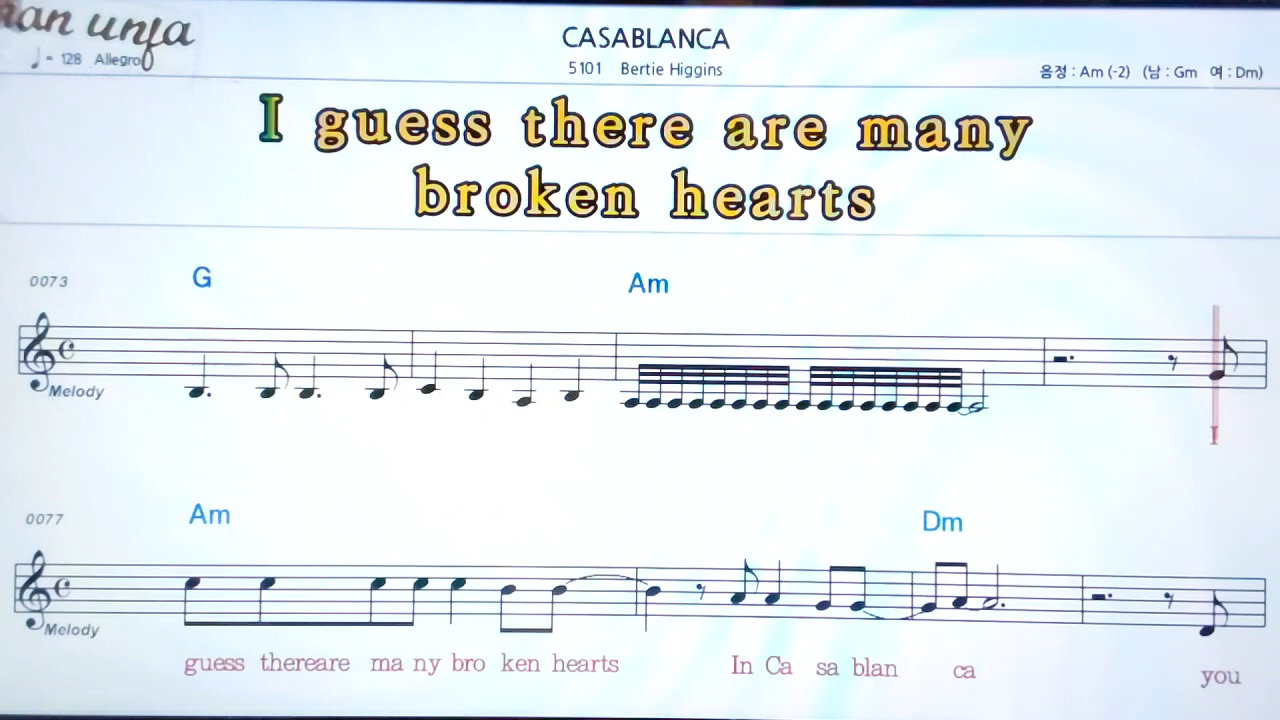 an unja
♩= 128 Allegro
CASABLANCA
5101 Bertie Higgins
음정 : Am (-2) (남 : Gm 여 : Dm)
I guess there are many
broken hearts
0073
G Am
Melody
I
0077
Am Dm
Melody
guess thereare ma ny bro ken hearts In Ca sa blan ca you